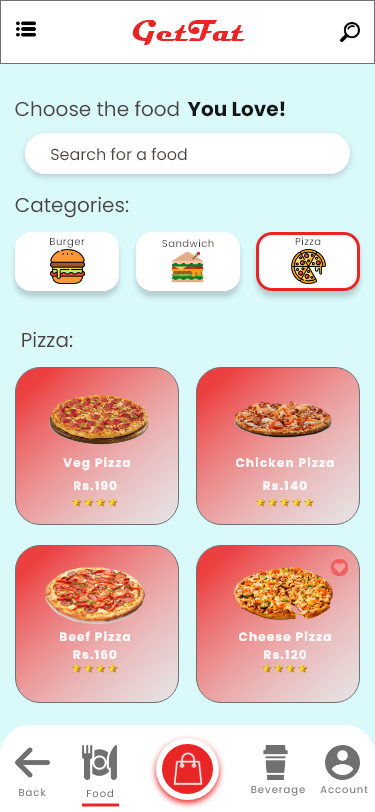 GetFat
Choose the food You Love!
Search for a food
Categories:
Burger
Sandwich
Pizza
Pizza:
Veg Pizza
Rs.190
Chicken Pizza
Rs.140
Beef Pizza
Rs.160
Cheese Pizza
Rs.120
Back
Food
Beverage
Account